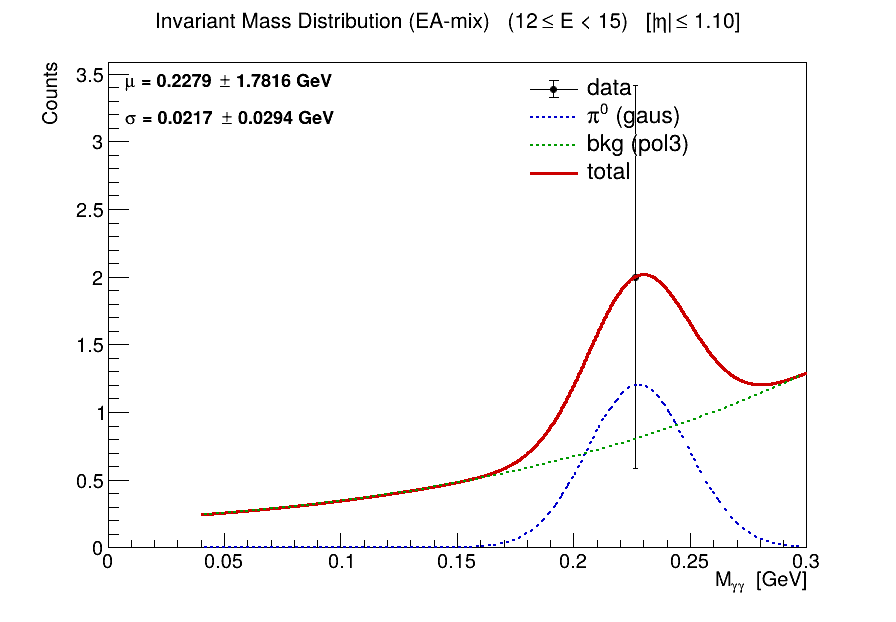 Invariant Mass Distribution (EA-mix) (12 ≤ E < 15) [|η| ≤ 1.10]
Counts
3.5
3
2.5
2
1.5
1
0.5
0
μ = 0.2279 ± 1.7816 GeV
σ = 0.0217 ± 0.0294 GeV
data
π⁰ (gaus)
bkg (pol3)
total
0 0.05 0.1 0.15 0.2 0.25 0.3
M_γγ [GeV]